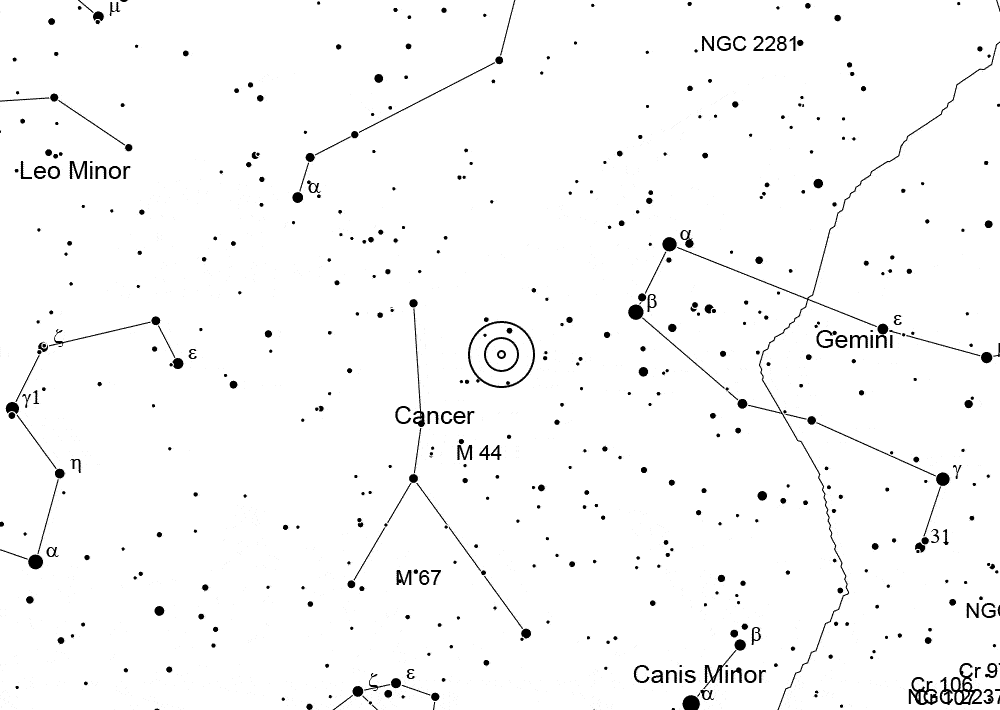 μ
NGC 2281
Leo Minor
α
α
β
ε
Gemini
ζ
ε
γ1
Cancer
M 44
η
γ
α
31
M 67
NGC
β
Canis Minor
ζ
ε
α
Cr 97
Cr 106